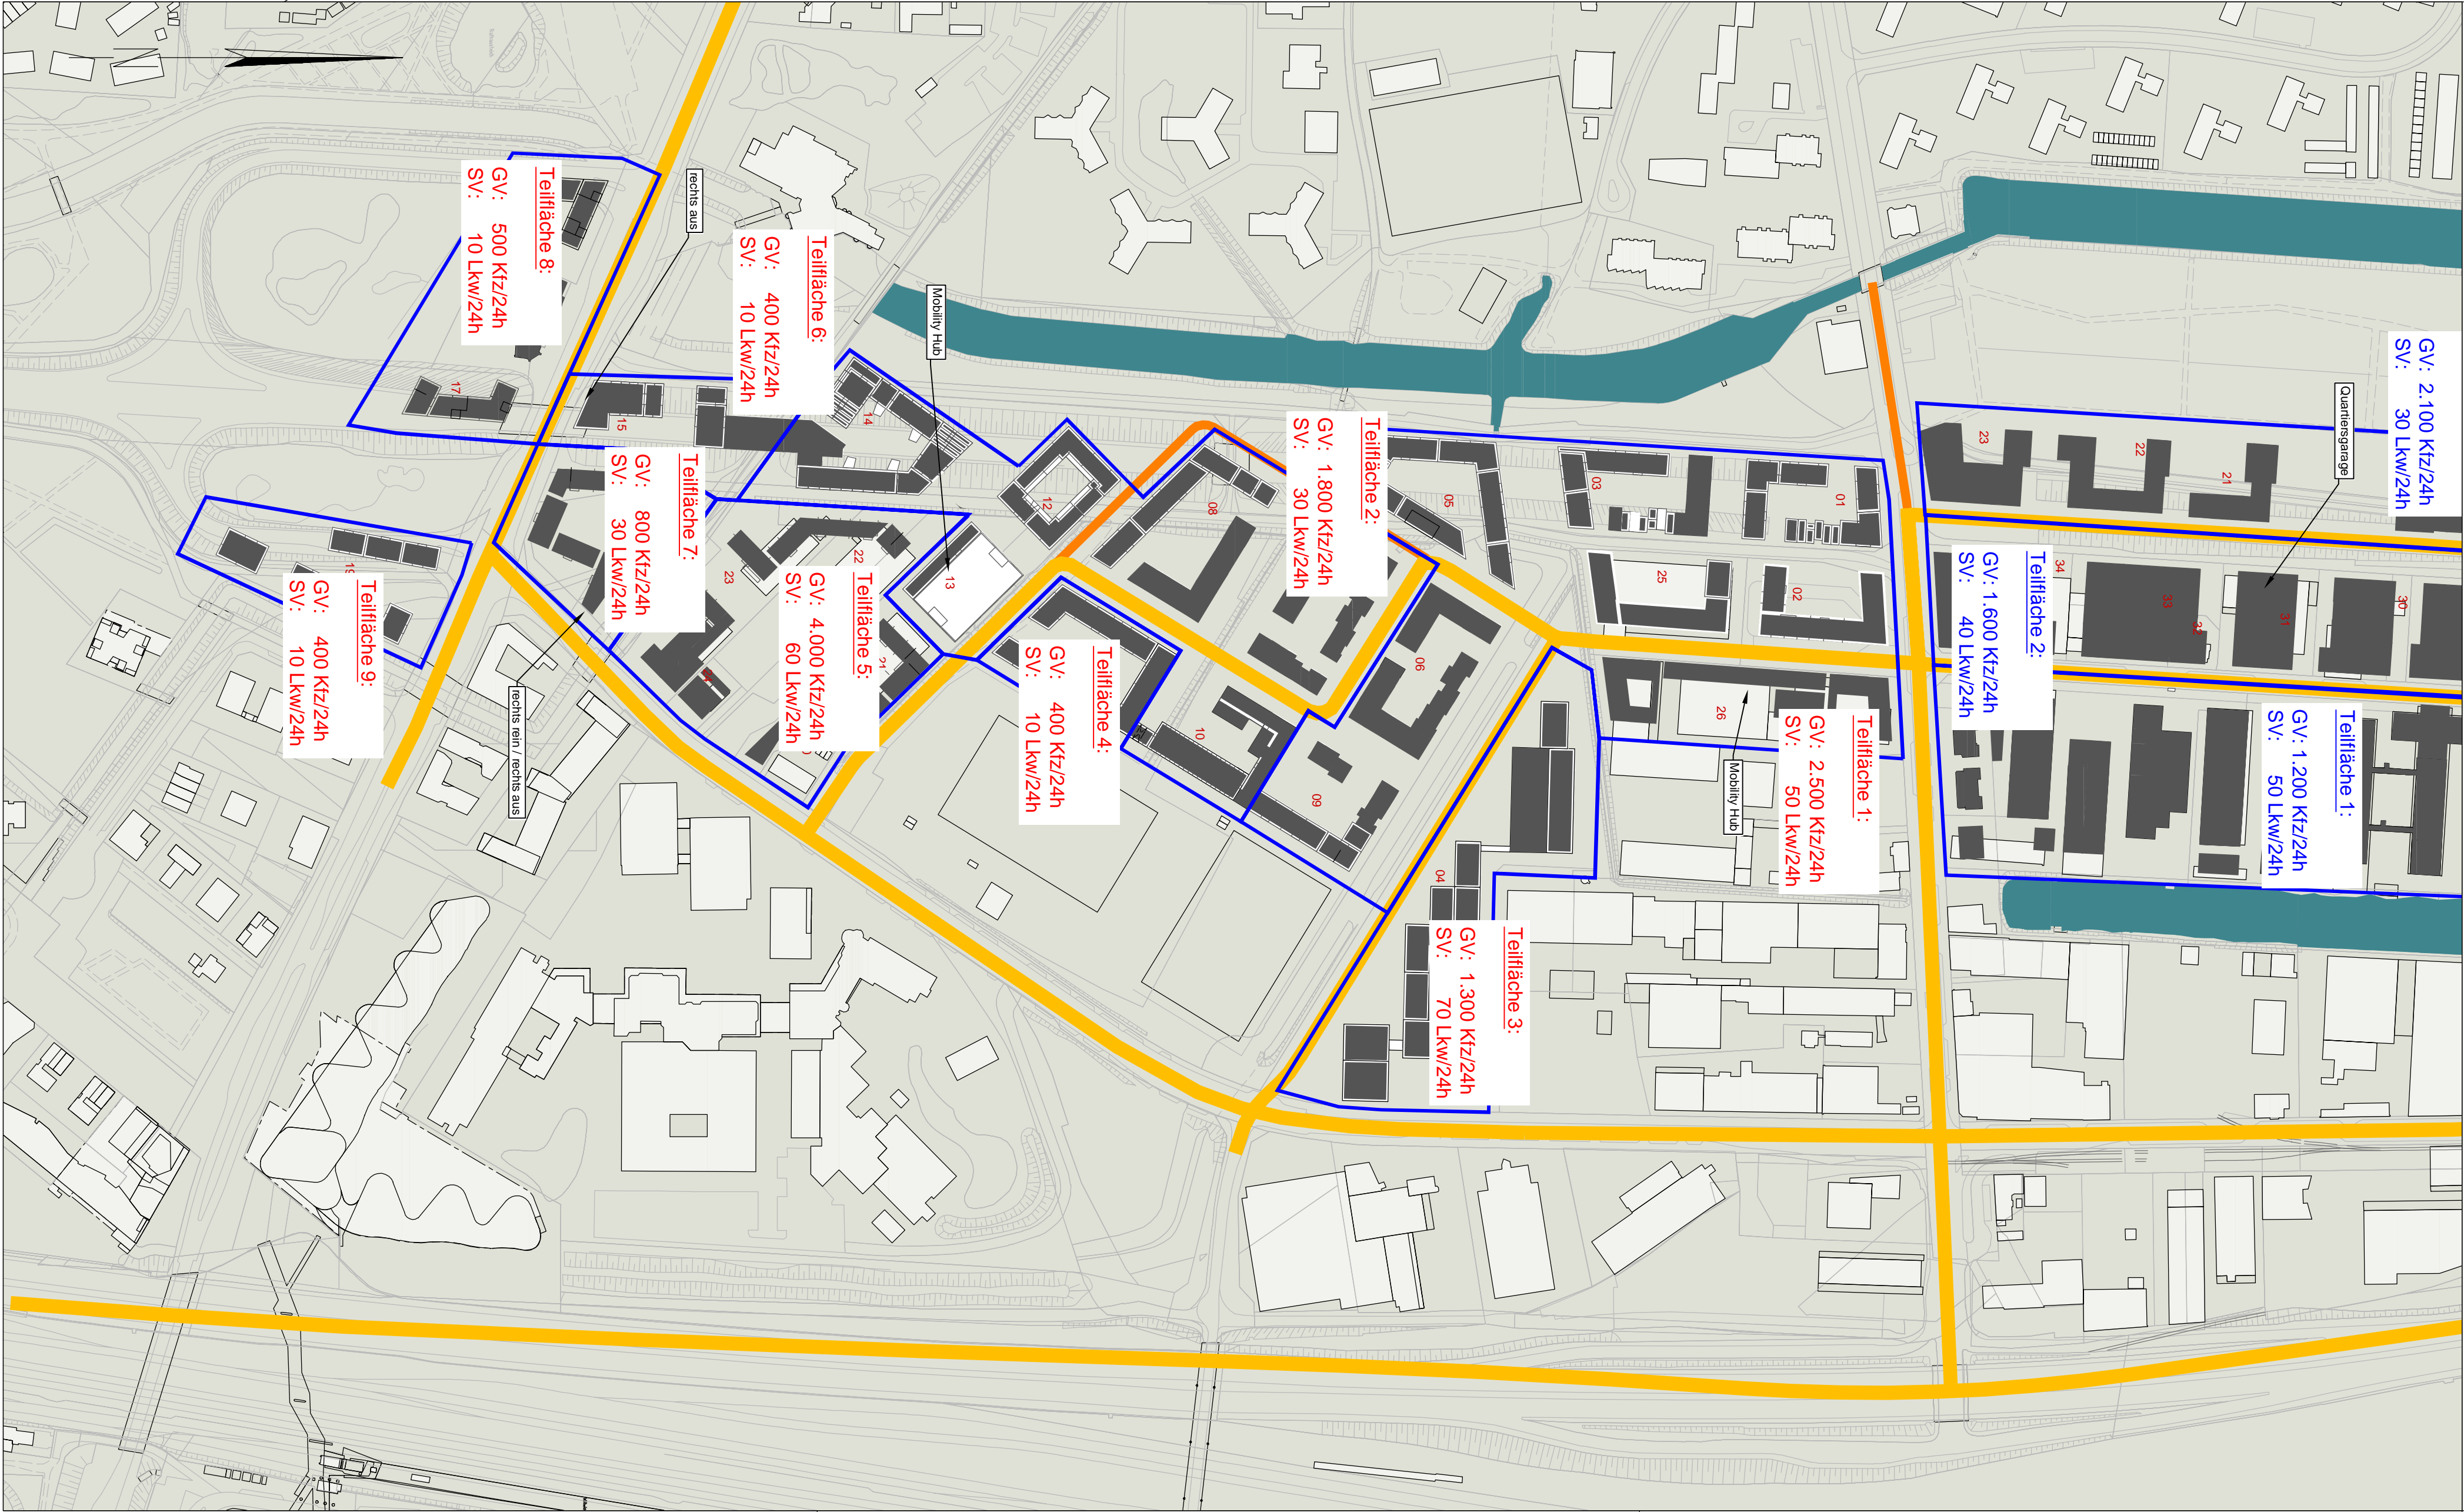 GV: 2.100 Kfz/24h
SV: 30 Lkw/24h
Quartiersgarage
Teilfläche 1:
GV: 1.200 Kfz/24h
SV: 50 Lkw/24h
Teilfläche 2:
GV: 1.600 Kfz/24h
SV: 40 Lkw/24h
23
22
21
30
31
32
33
34
Teilfläche 1:
GV: 2.500 Kfz/24h
SV: 50 Lkw/24h
Mobility Hub
01
02
03
25
26
Teilfläche 3:
GV: 1.300 Kfz/24h
SV: 70 Lkw/24h
04
05
06
Teilfläche 2:
GV: 1.800 Kfz/24h
SV: 30 Lkw/24h
08
09
10
Teilfläche 4:
GV: 400 Kfz/24h
SV: 10 Lkw/24h
12
13
Mobility Hub
14
Teilfläche 5:
GV: 4.000 Kfz/24h
SV: 60 Lkw/24h
21
22
23
Teilfläche 6:
GV: 400 Kfz/24h
SV: 10 Lkw/24h
rechts aus
15
Teilfläche 7:
GV: 800 Kfz/24h
SV: 30 Lkw/24h
rechts rein / rechts aus
Teilfläche 8:
GV: 500 Kfz/24h
SV: 10 Lkw/24h
17
Teilfläche 9:
GV: 400 Kfz/24h
SV: 10 Lkw/24h
N